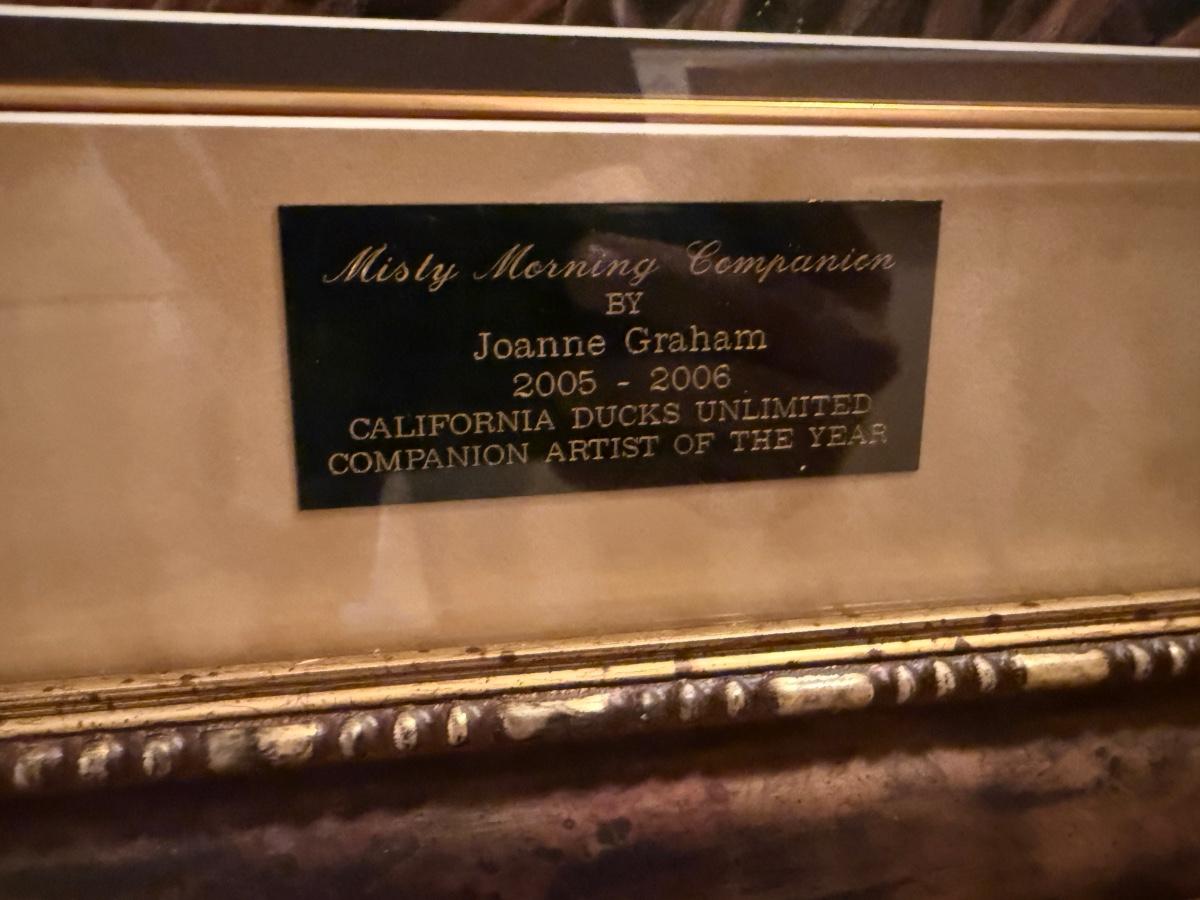 Misty Morning Companion
BY
Joanne Graham
2005 - 2006
CALIFORNIA DUCKS UNLIMITED
COMPANION ARTIST OF THE YEAR